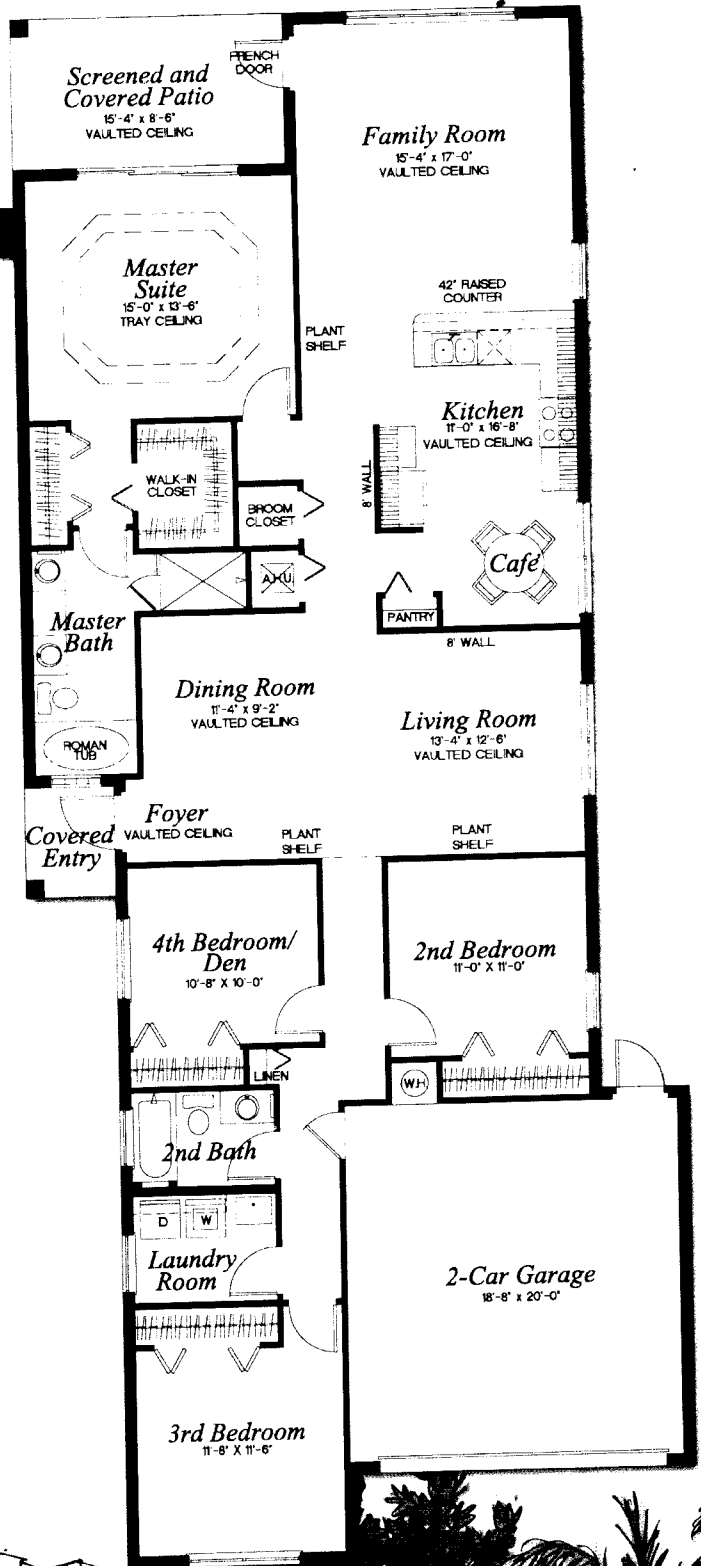 FRENCH
DOOR
Screened and
Covered Patio
15'-4" x 8'-6"
VAULTED CEILING
Family Room
15'-4" x 17'-0"
VAULTED CEILING
Master
Suite
15'-0" x 13'-6"
TRAY CEILING
42" RAISED
COUNTER
PLANT
SHELF
Kitchen
11'-0" x 16'-8"
VAULTED CEILING
8' WALL
WALK-IN
CLOSET
BROOM
CLOSET
A.H.U.
Café
PANTRY
8' WALL
Master
Bath
ROMAN
TUB
Dining Room
11'-4" x 9'-2"
VAULTED CEILING
Living Room
13'-4" x 12'-6"
VAULTED CEILING
Foyer
VAULTED CEILING
Covered
Entry
PLANT
SHELF
PLANT
SHELF
4th Bedroom/
Den
10'-8" X 10'-0"
2nd Bedroom
11'-0" X 11'-0"
LINEN
W.H.
2nd Bath
D
W
Laundry
Room
2-Car Garage
18'-8" x 20'-0"
3rd Bedroom
11'-8" X 11'-6"